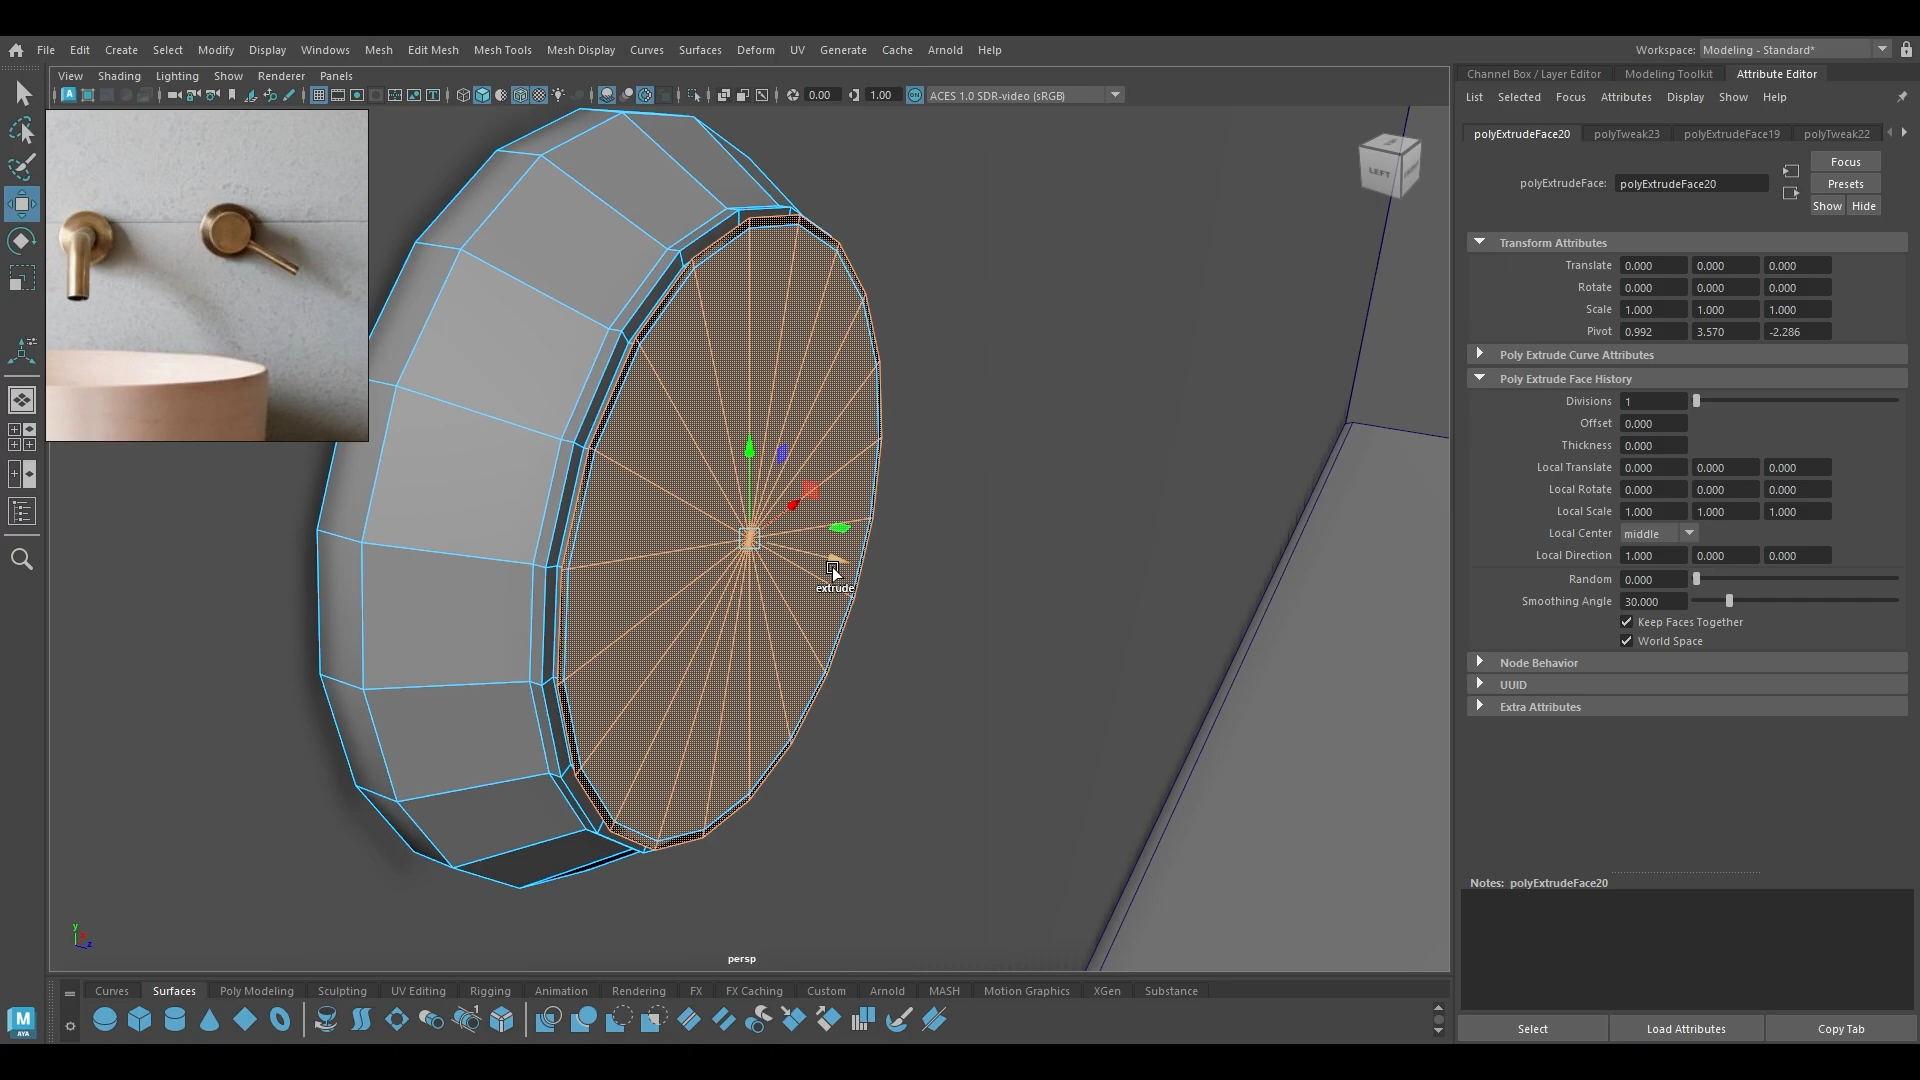 File Edit Create Select Modify Display Windows Mesh Edit Mesh Mesh Tools Mesh Display Curves Surfaces Deform UV Generate Cache Arnold Help
Workspace: Modeling - Standard*
View Shading Lighting Show Renderer Panels
0.00 1.00 ON ACES 1.0 SDR-video (sRGB)
LEFT
y
z
extrude
persp
Channel Box / Layer Editor Modeling Toolkit Attribute Editor
List Selected Focus Attributes Display Show Help
polyExtrudeFace20 polyTweak23 polyExtrudeFace19 polyTweak22
Focus
polyExtrudeFace: polyExtrudeFace20 Presets
Show Hide
Transform Attributes
Translate 0.000 0.000 0.000
Rotate 0.000 0.000 0.000
Scale 1.000 1.000 1.000
Pivot 0.992 3.570 -2.286
Poly Extrude Curve Attributes
Poly Extrude Face History
Divisions 1
Offset 0.000
Thickness 0.000
Local Translate 0.000 0.000 0.000
Local Rotate 0.000 0.000 0.000
Local Scale 1.000 1.000 1.000
Local Center middle
Local Direction 1.000 0.000 0.000
Random 0.000
Smoothing Angle 30.000
Keep Faces Together
World Space
Node Behavior
UUID
Extra Attributes
Notes: polyExtrudeFace20
Select Load Attributes Copy Tab
Curves Surfaces Poly Modeling Sculpting UV Editing Rigging Animation Rendering FX FX Caching Custom Arnold MASH Motion Graphics XGen Substance
M
AYA